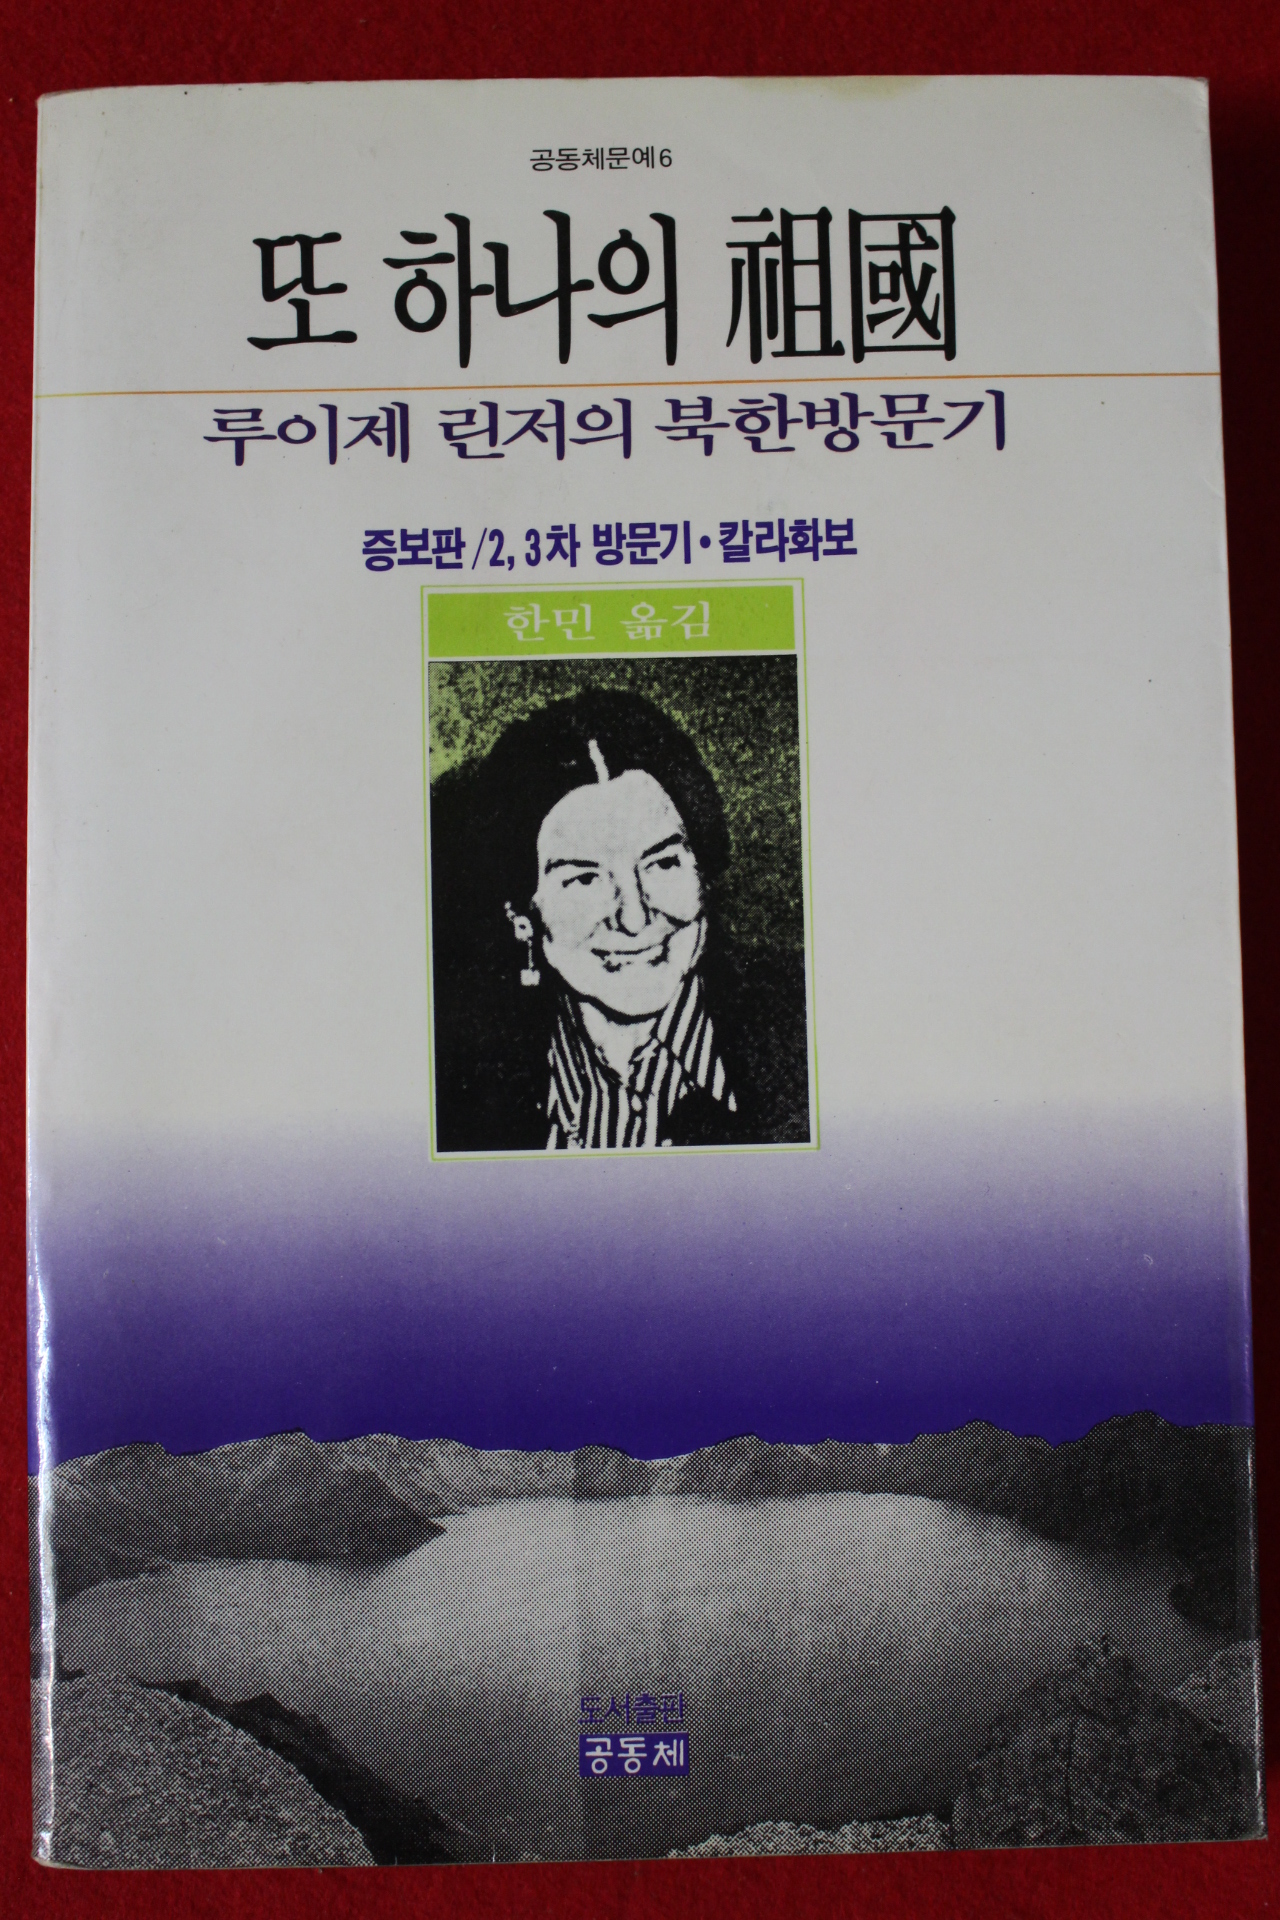 공동체문예6
또 하나의 祖國
루이제 린저의 북한방문기
증보판/2, 3차 방문기·칼라화보
한민 옮김
도서출판
공동체